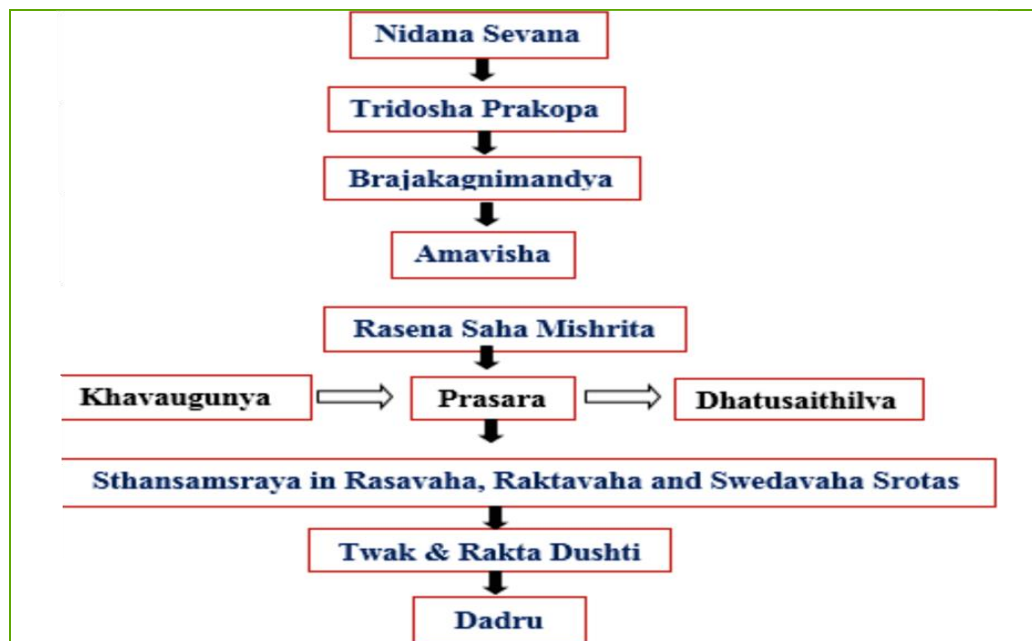 Nidana Sevana
Tridosha Prakopa
Brajakagnimandya
Amavisha
Rasena Saha Mishrita
Khavaugunya
Prasara
Dhatusaithilva
Sthansamsraya in Rasavaha, Raktavaha and Swedavaha Srotas
Twak & Rakta Dushti
Dadru